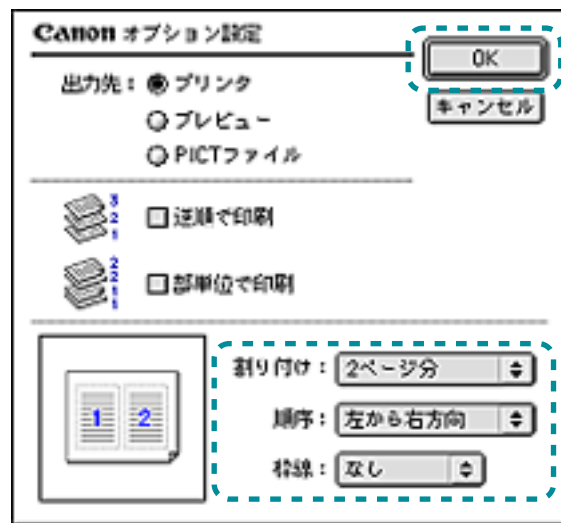 Canon オプション設定
OK
キャンセル
出力先： プリンタ
プレビュー
PICTファイル
3
2
1
逆順で印刷
2
2
1
1
部単位で印刷
1 2
割り付け： 2ページ分
順序： 左から右方向
枠線： なし